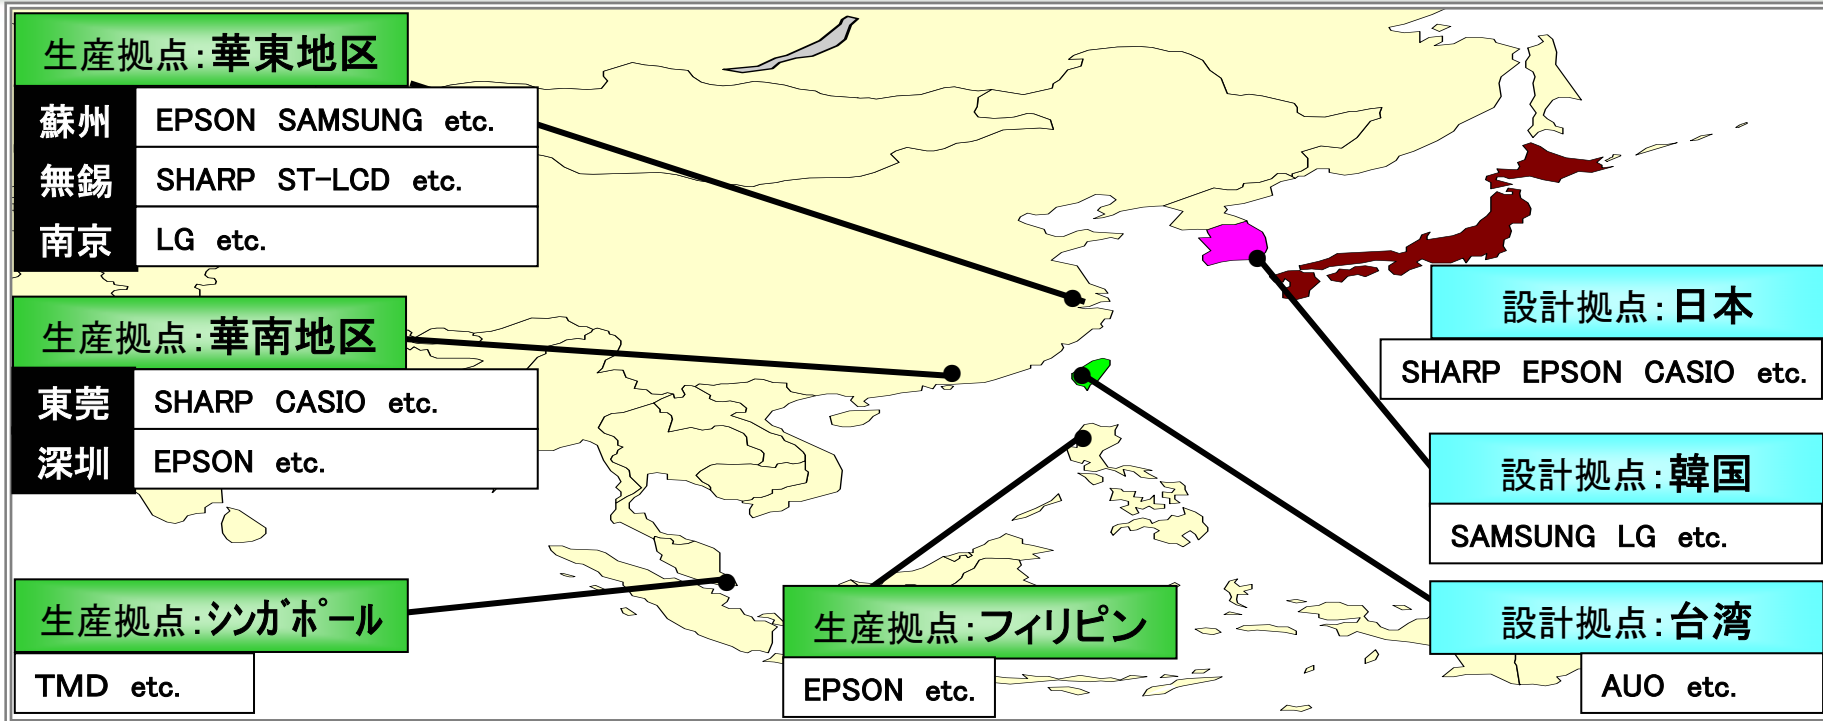 生産拠点：華東地区
蘇州 EPSON SAMSUNG etc.
無錫 SHARP ST-LCD etc.
南京 LG etc.
生産拠点：華南地区
東莞 SHARP CASIO etc.
深圳 EPSON etc.
生産拠点：ｼﾝｶﾞﾎﾟｰﾙ
TMD etc.
生産拠点：フィリピン
EPSON etc.
設計拠点：日本
SHARP EPSON CASIO etc.
設計拠点：韓国
SAMSUNG LG etc.
設計拠点：台湾
AUO etc.